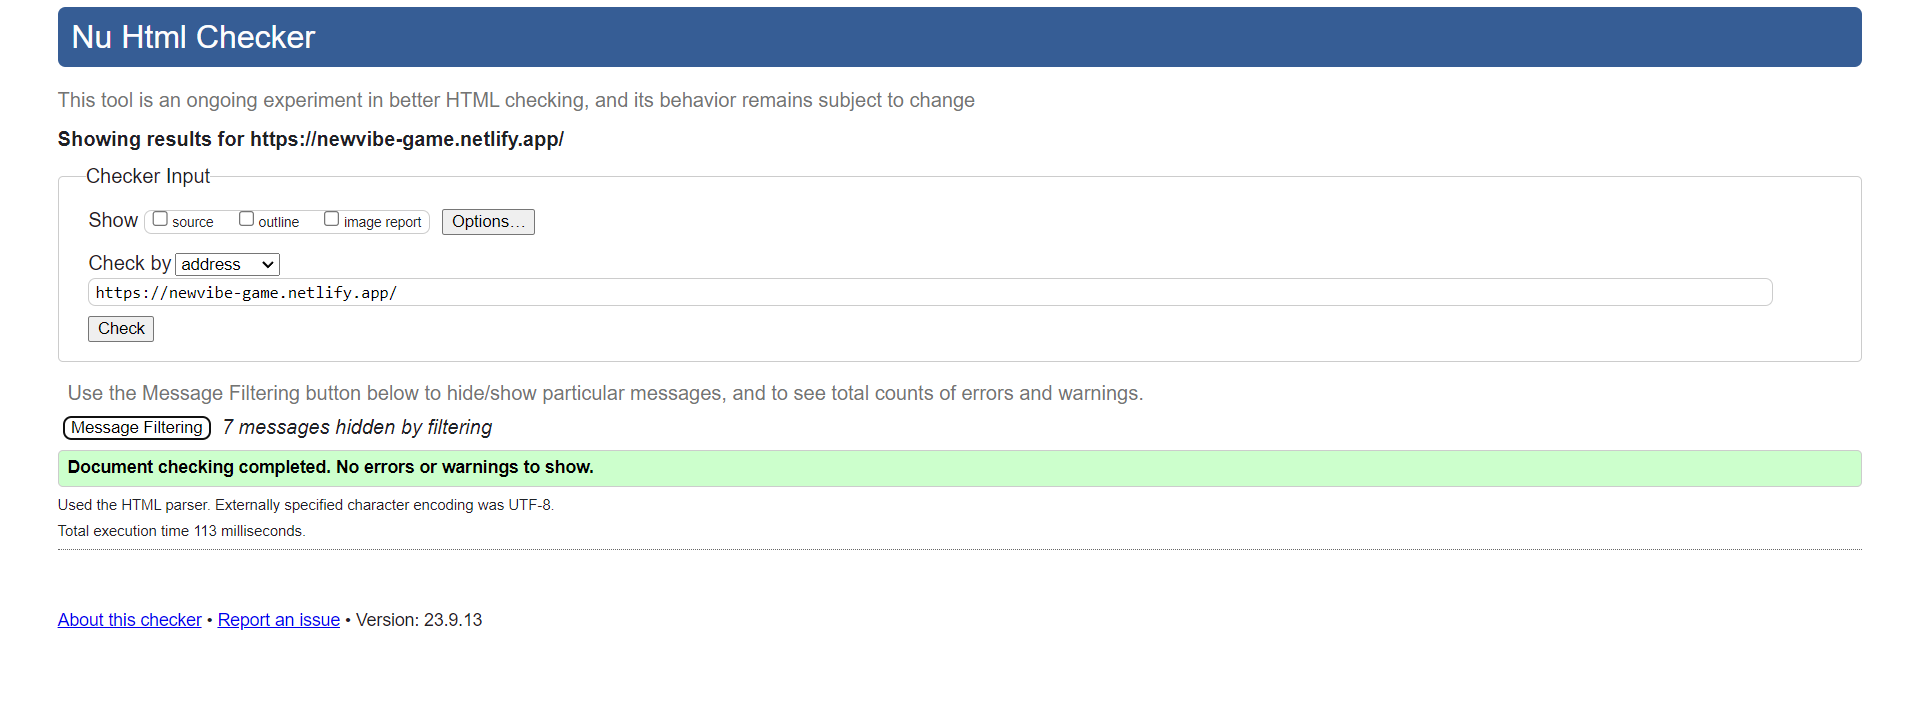 Nu Html Checker
This tool is an ongoing experiment in better HTML checking, and its behavior remains subject to change
Showing results for https://newvibe-game.netlify.app/
Checker Input
Show source outline image report Options…
Check by address
https://newvibe-game.netlify.app/
Check
Use the Message Filtering button below to hide/show particular messages, and to see total counts of errors and warnings.
Message Filtering 7 messages hidden by filtering
Document checking completed. No errors or warnings to show.
Used the HTML parser. Externally specified character encoding was UTF-8.
Total execution time 113 milliseconds.
About this checker • Report an issue • Version: 23.9.13